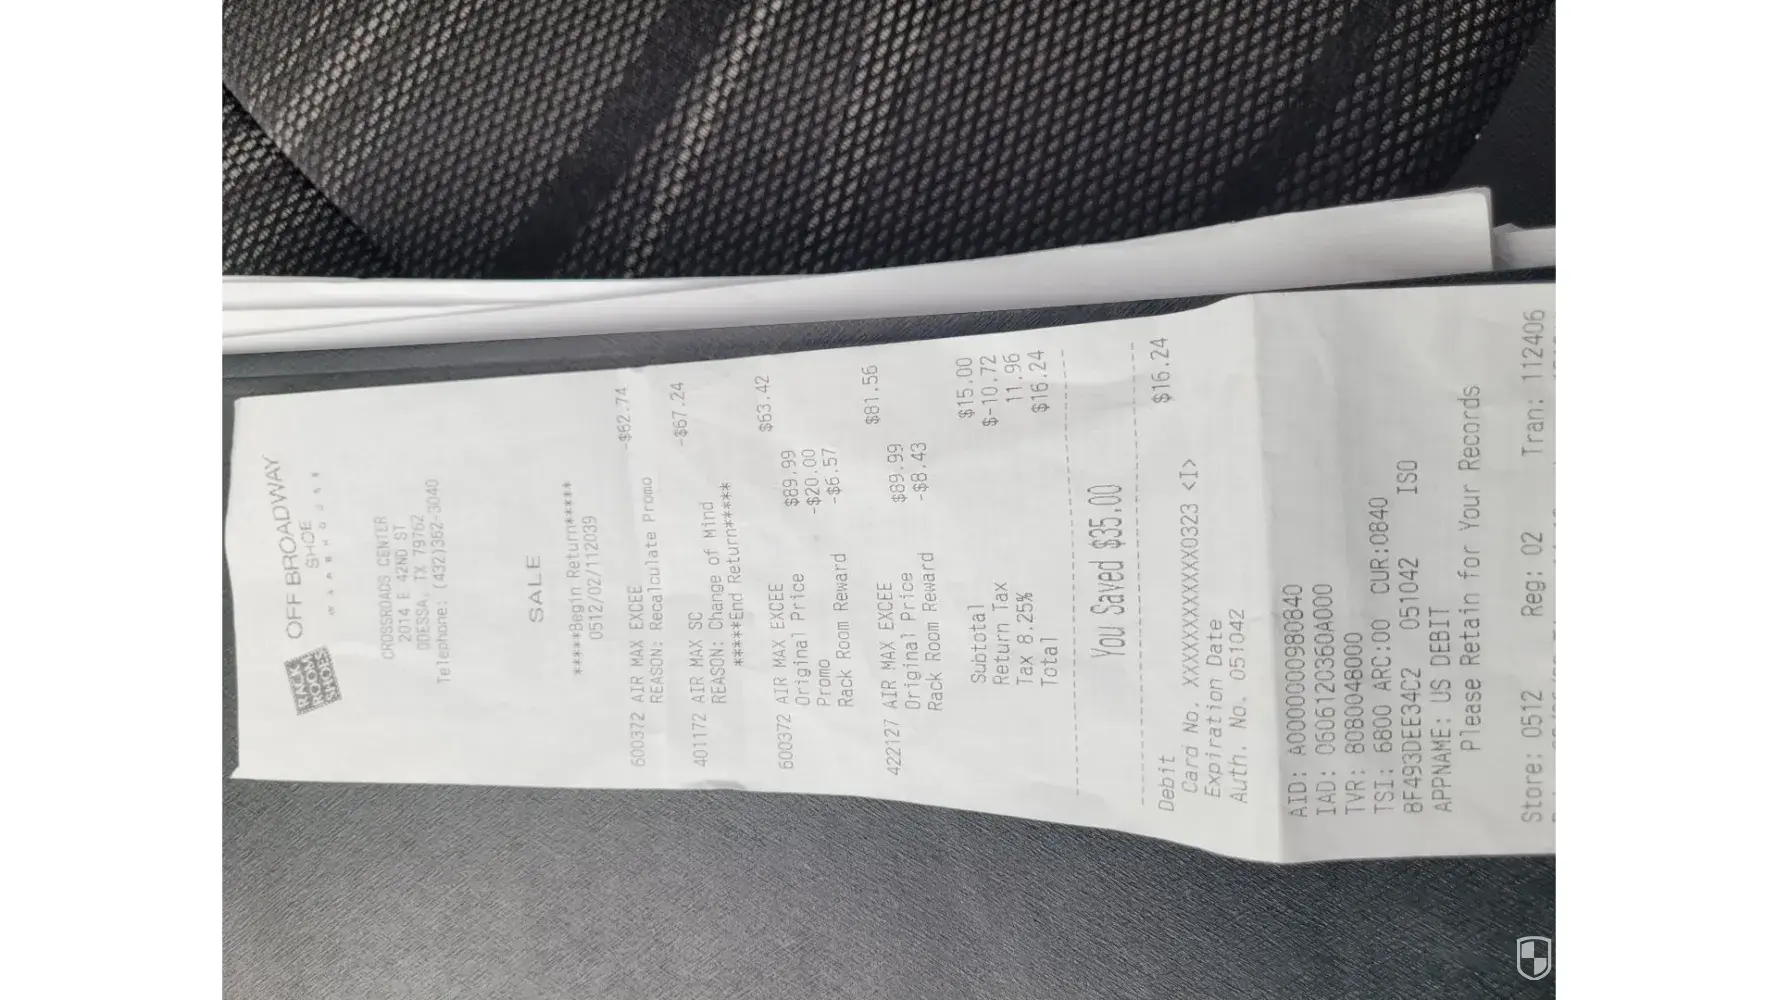 RACK
ROOM
SHOES
OFF BROADWAY
SHOE
WAREHOUSE
CROSSROADS CENTER
2014 E 42ND ST
ODESSA, TX 79762
Telephone: (432)362-3040
SALE
*****Begin Return*****
0512/02/112039
600372 AIR MAX EXCEE -$62.74
REASON: Recalculate Promo
401172 AIR MAX SC -$67.24
REASON: Change of Mind
*****End Return*****
600372 AIR MAX EXCEE $63.42
Original Price $89.99
Promo -$20.00
Rack Room Reward -$6.57
422127 AIR MAX EXCEE $81.56
Original Price $89.99
Rack Room Reward -$8.43
Subtotal $15.00
Return Tax $-10.72
Tax 8.25% 11.96
Total $16.24
You Saved $35.00
Debit $16.24
Card No. XXXXXXXXXXXX0323 <I>
Expiration Date
Auth. No. 051042
AID: A0000000980840
IAD: 0606120360A000
TVR: 8080048000
TSI: 6800 ARC:00 CUR:0840
8F493DEE34C2 051042 ISO
APPNAME: US DEBIT
Please Retain for Your Records
Store: 0512 Reg: 02 Tran: 112406